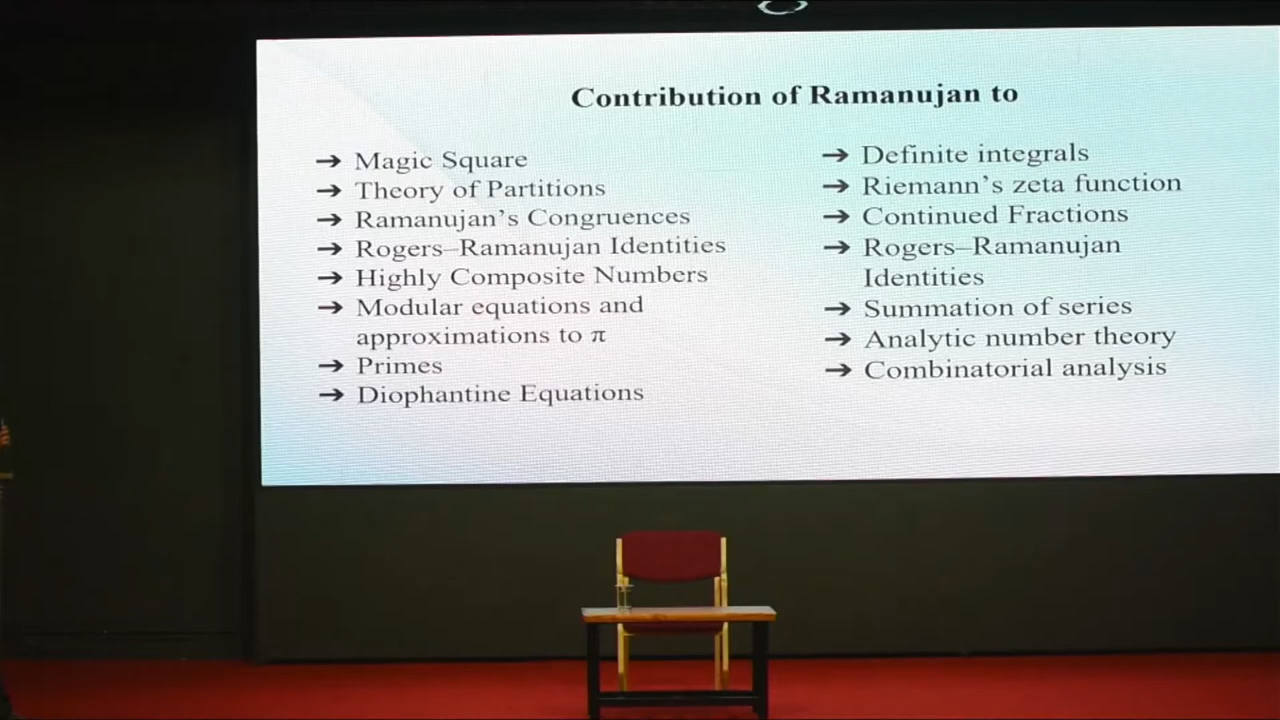 Contribution of Ramanujan to
➔ Magic Square
➔ Theory of Partitions
➔ Ramanujan's Congruences
➔ Rogers–Ramanujan Identities
➔ Highly Composite Numbers
➔ Modular equations and
approximations to π
➔ Primes
➔ Diophantine Equations
➔ Definite integrals
➔ Riemann's zeta function
➔ Continued Fractions
➔ Rogers–Ramanujan
Identities
➔ Summation of series
➔ Analytic number theory
➔ Combinatorial analysis